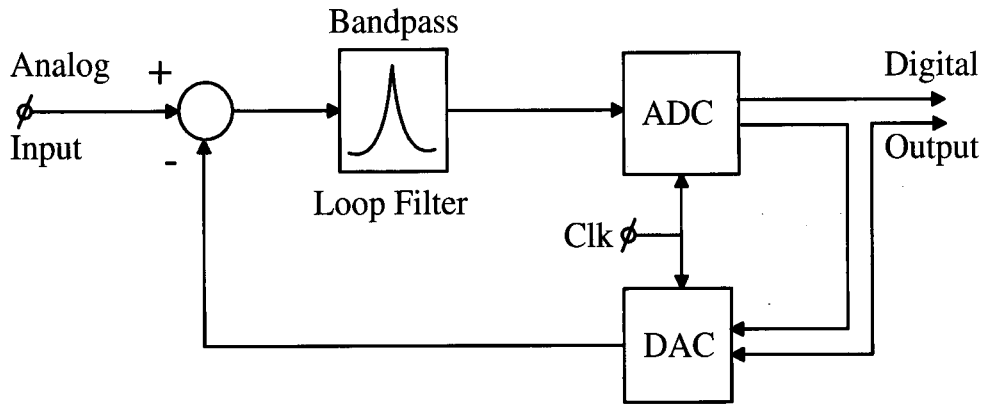 Bandpass
Analog
+
Digital
ADC
Input
-
Output
Loop Filter
Clk
DAC